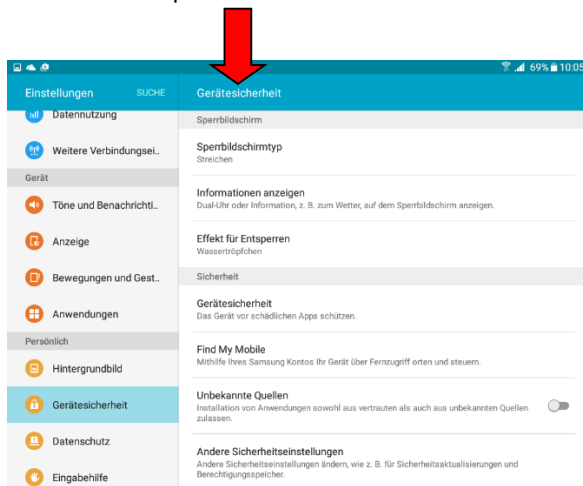 69% 10:05
Einstellungen SUCHE
Datennutzung
Weitere Verbindungsei..
Gerät
Töne und Benachrichti..
Anzeige
Bewegungen und Gest..
Anwendungen
Persönlich
Hintergrundbild
Gerätesicherheit
Datenschutz
Eingabehilfe
Gerätesicherheit
Sperrbildschirm
Sperrbildschirmtyp
Streichen
Informationen anzeigen
Dual-Uhr oder Information, z. B. zum Wetter, auf dem Sperrbildschirm anzeigen.
Effekt für Entsperren
Wassertröpfchen
Sicherheit
Gerätesicherheit
Das Gerät vor schädlichen Apps schützen.
Find My Mobile
Mithilfe Ihres Samsung Kontos Ihr Gerät über Fernzugriff orten und steuern.
Unbekannte Quellen
Installation von Anwendungen sowohl aus vertrauten als auch aus unbekannten Quellen
zulassen.
Andere Sicherheitseinstellungen
Andere Sicherheitseinstellungen ändern, wie z. B. für Sicherheitsaktualisierungen und
Berechtigungsspeicher.